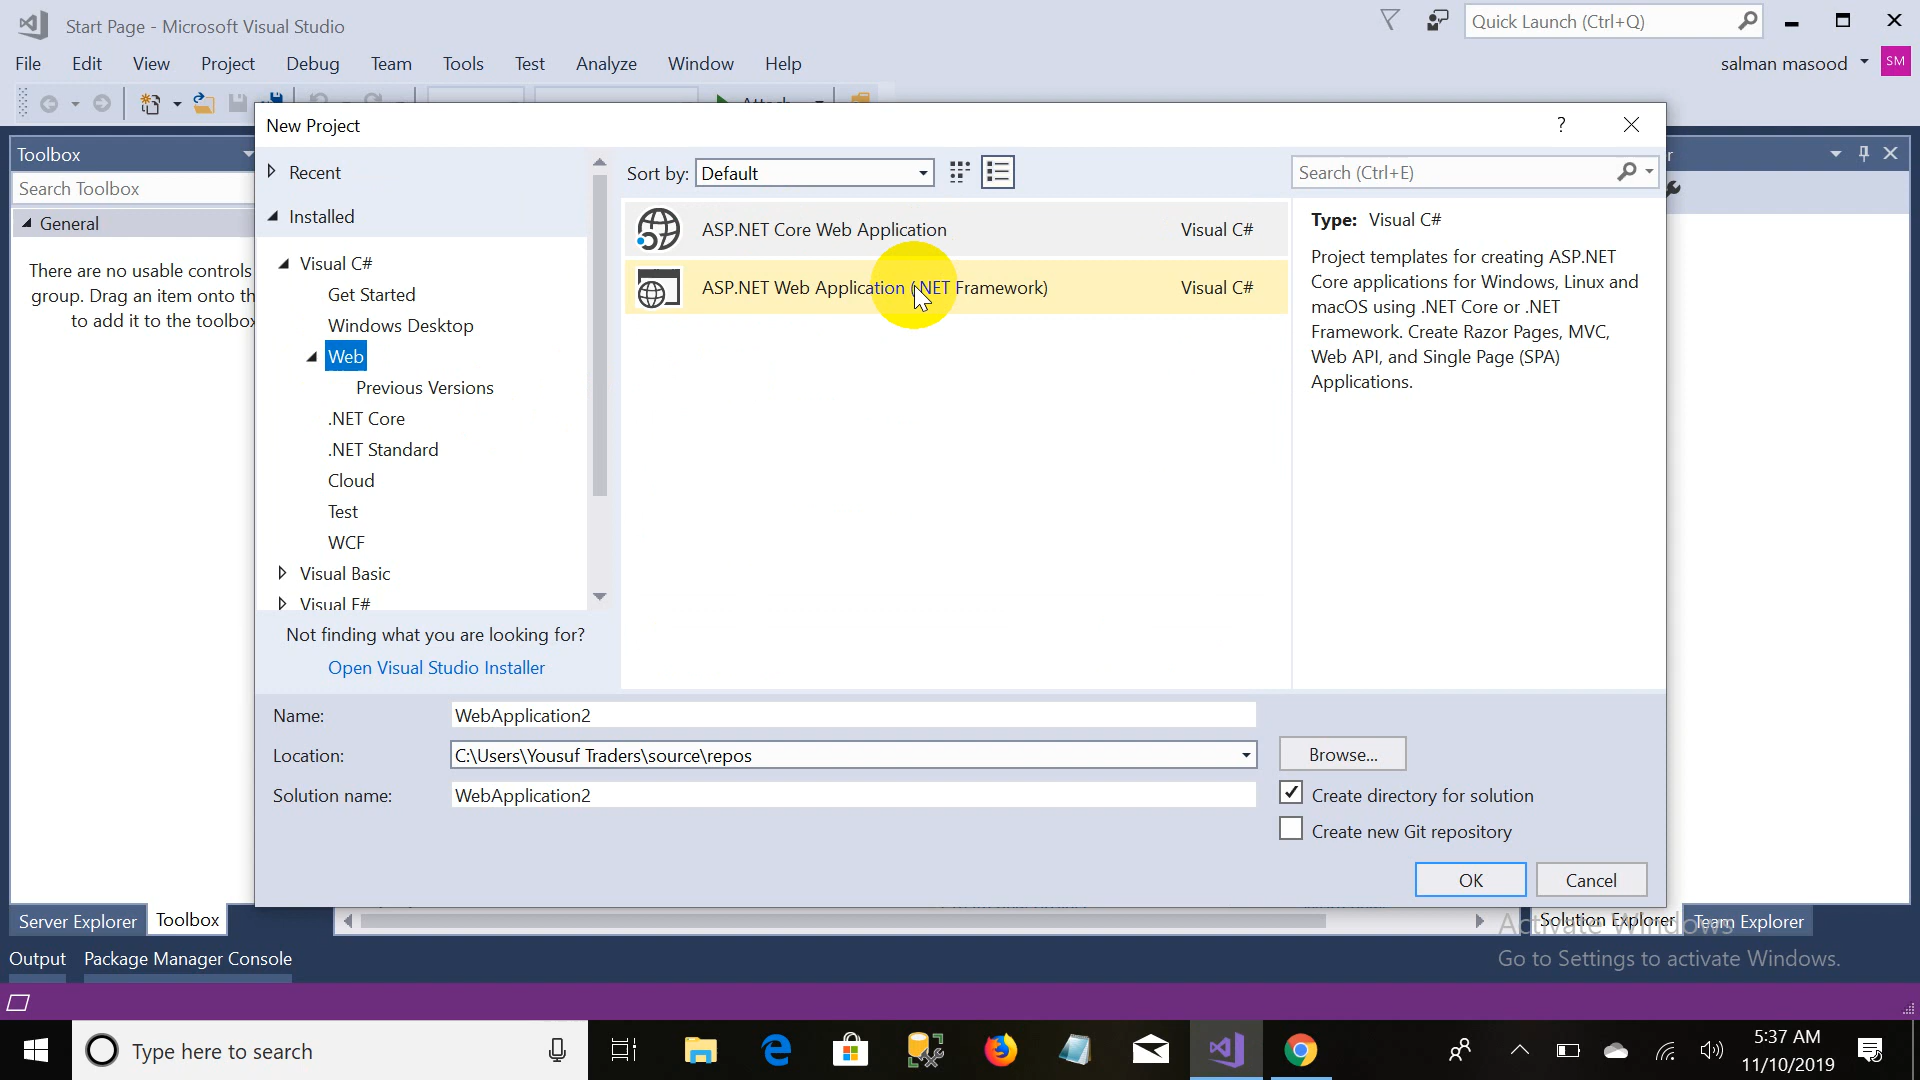 Start Page - Microsoft Visual Studio
Quick Launch (Ctrl+Q)
File Edit View Project Debug Team Tools Test Analyze Window Help
salman masood
SM
New Project
Toolbox
Search Toolbox
General
There are no usable controls
group. Drag an item onto th
to add it to the toolbox
Recent
Installed
Visual C#
Get Started
Windows Desktop
Web
Previous Versions
.NET Core
.NET Standard
Cloud
Test
WCF
Visual Basic
Visual F#
Not finding what you are looking for?
Open Visual Studio Installer
Sort by: Default
Search (Ctrl+E)
ASP.NET Core Web Application Visual C#
ASP.NET Web Application (.NET Framework) Visual C#
Type: Visual C#
Project templates for creating ASP.NET
Core applications for Windows, Linux and
macOS using .NET Core or .NET
Framework. Create Razor Pages, MVC,
Web API, and Single Page (SPA)
Applications.
Name: WebApplication2
Location: C:\Users\Yousuf Traders\source\repos
Browse...
Solution name: WebApplication2
Create directory for solution
Create new Git repository
OK Cancel
Server Explorer Toolbox
Solution Explorer Team Explorer
Activate Windows
Go to Settings to activate Windows.
Output Package Manager Console
Type here to search
5:37 AM
11/10/2019